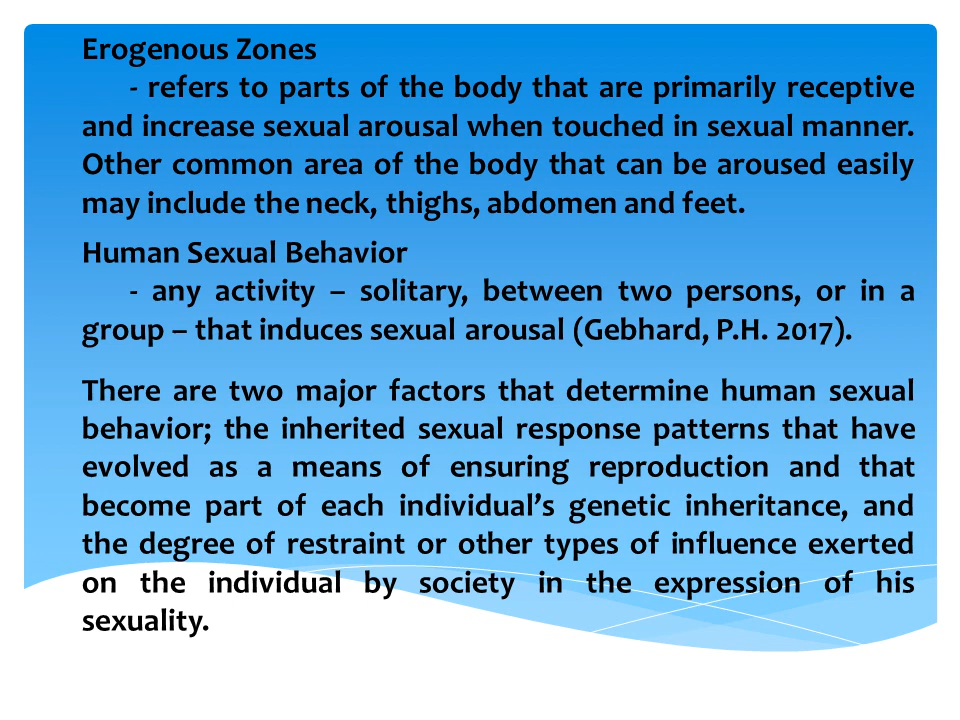 Erogenous Zones
- refers to parts of the body that are primarily receptive
and increase sexual arousal when touched in sexual manner.
Other common area of the body that can be aroused easily
may include the neck, thighs, abdomen and feet.
Human Sexual Behavior
- any activity – solitary, between two persons, or in a
group – that induces sexual arousal (Gebhard, P.H. 2017).
There are two major factors that determine human sexual
behavior; the inherited sexual response patterns that have
evolved as a means of ensuring reproduction and that
become part of each individual’s genetic inheritance, and
the degree of restraint or other types of influence exerted
on the individual by society in the expression of his
sexuality.